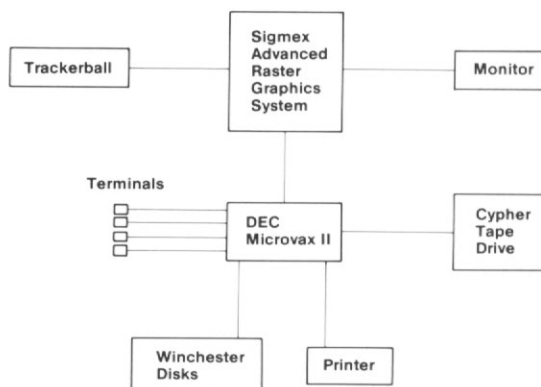 Trackerball
Sigmex
Advanced
Raster
Graphics
System
Monitor
Terminals
DEC
Microvax II
Cypher
Tape
Drive
Winchester
Disks
Printer